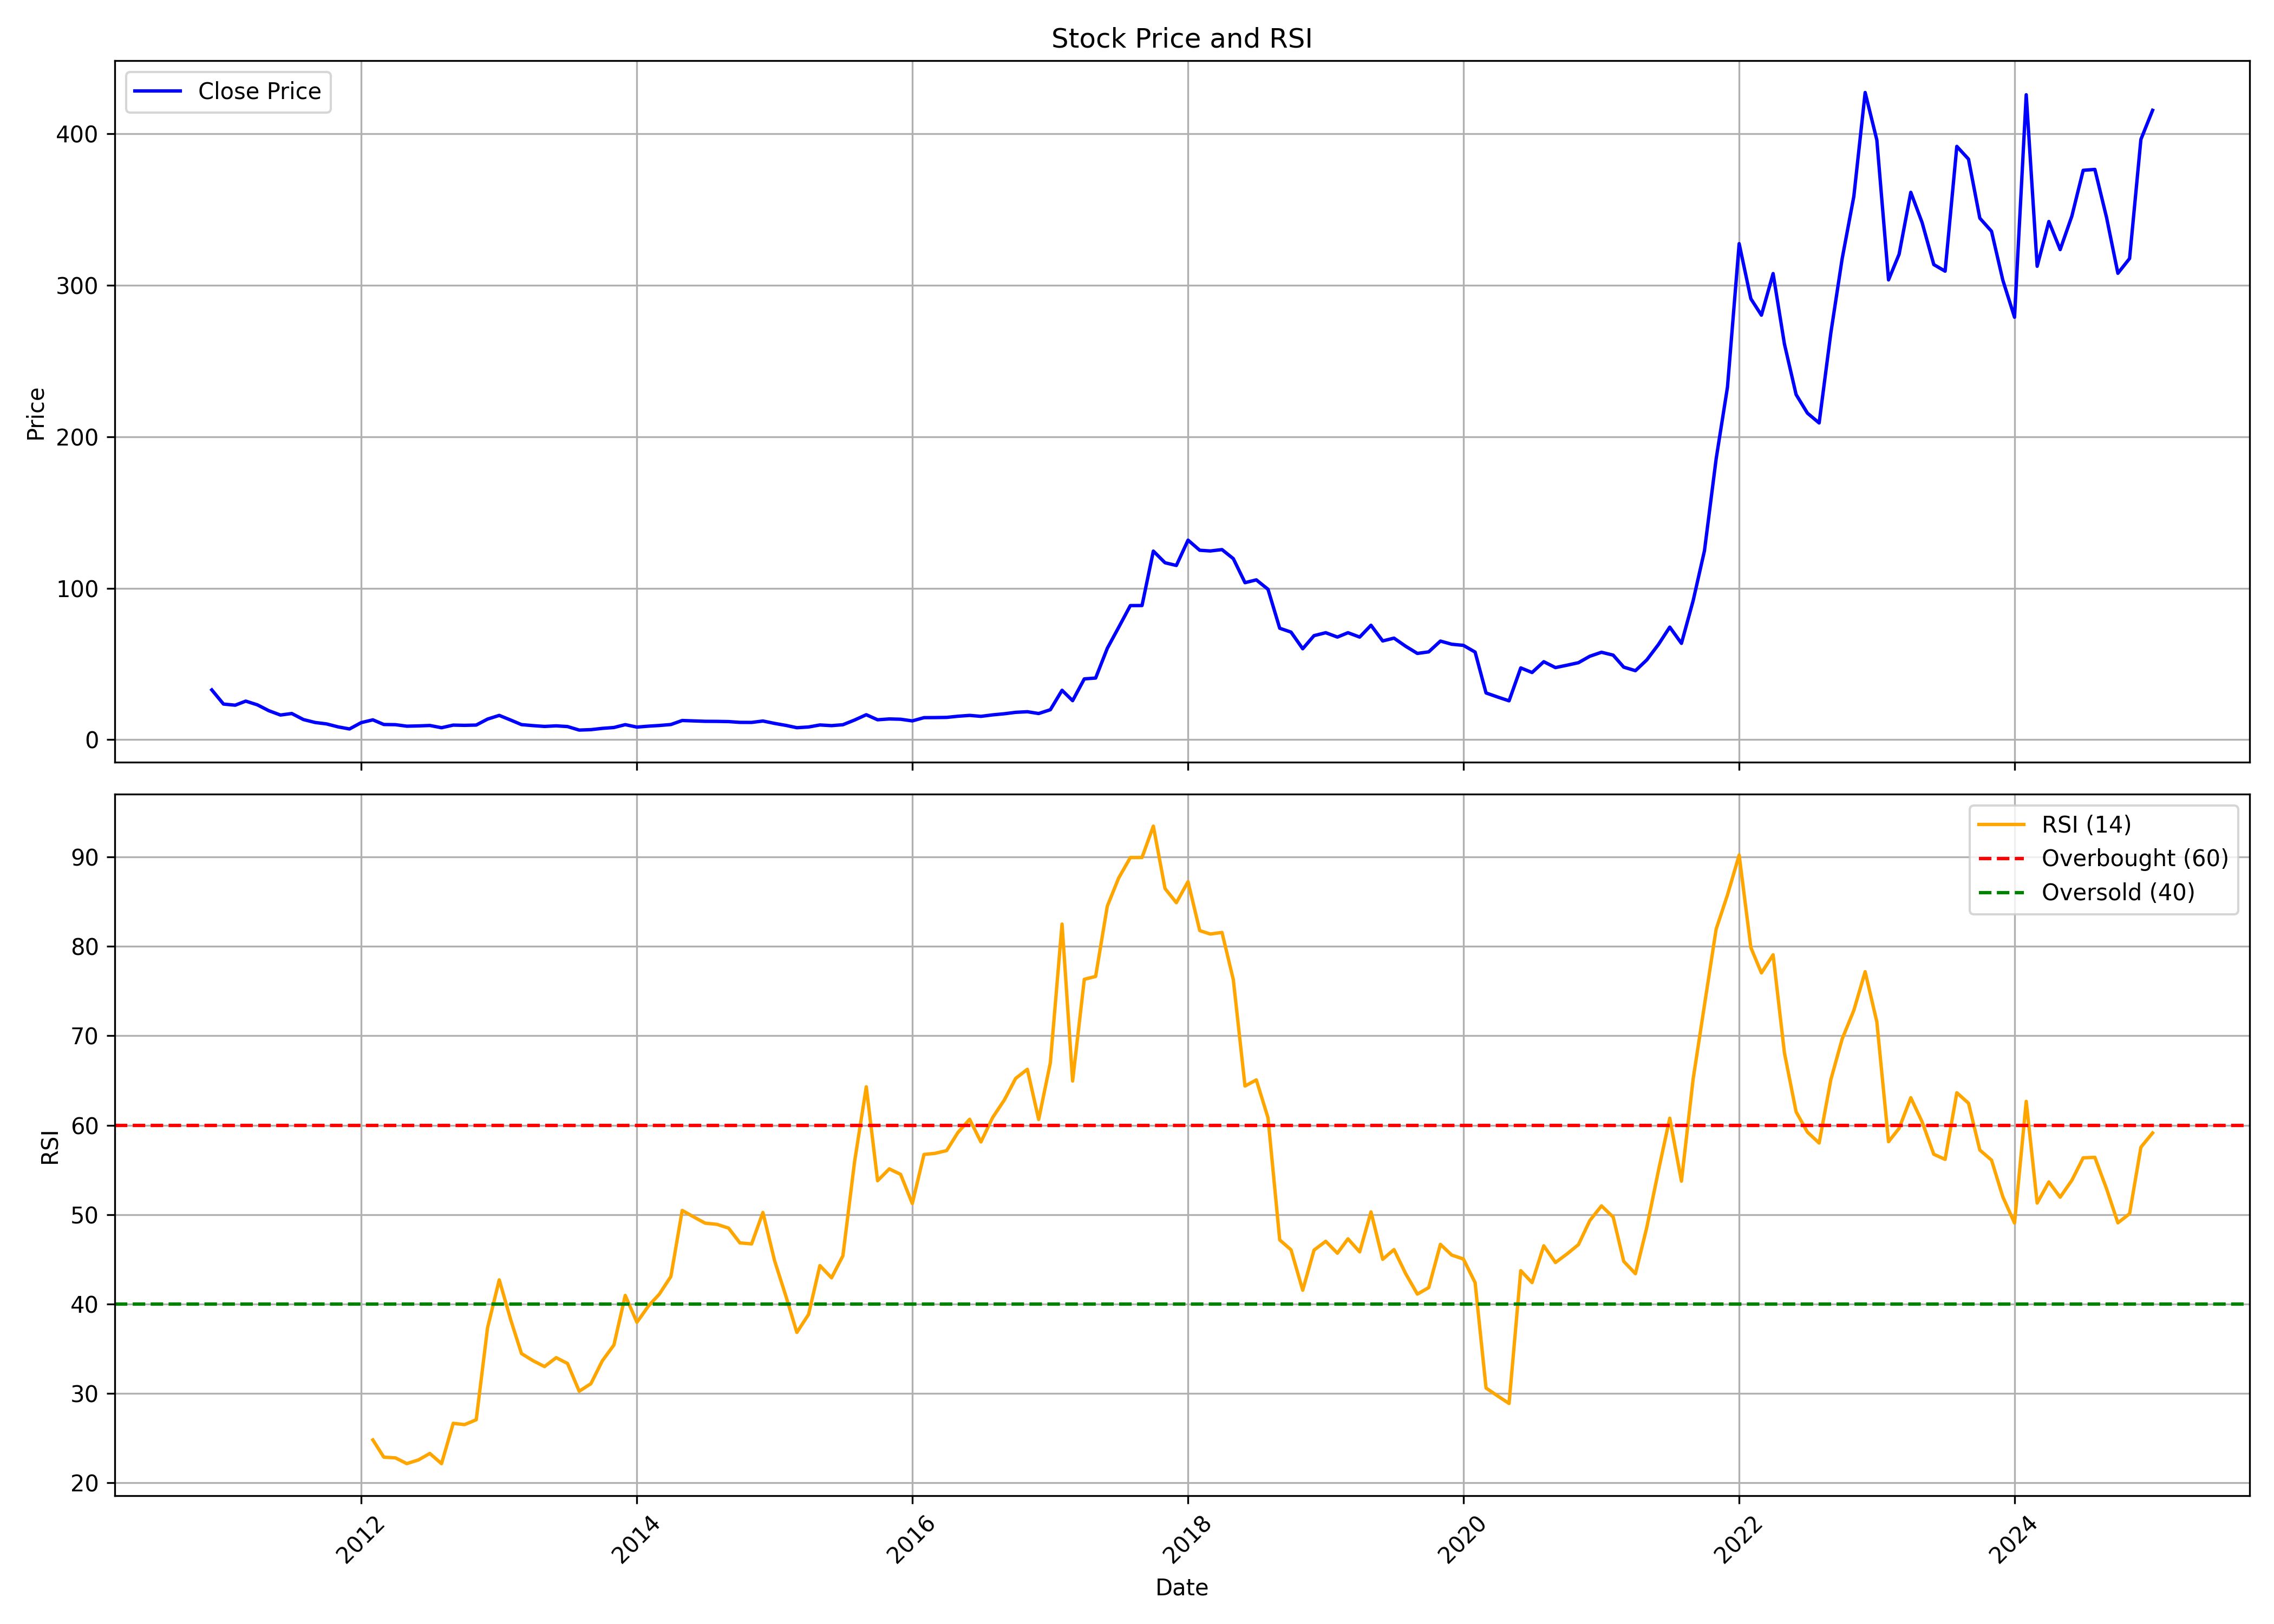 Stock Price and RSI
Close Price
400
300
200
100
0
Price
RSI (14)
Overbought (60)
Oversold (40)
90
80
70
60
50
40
30
20
RSI
2012
2014
2016
2018
2020
2022
2024
Date